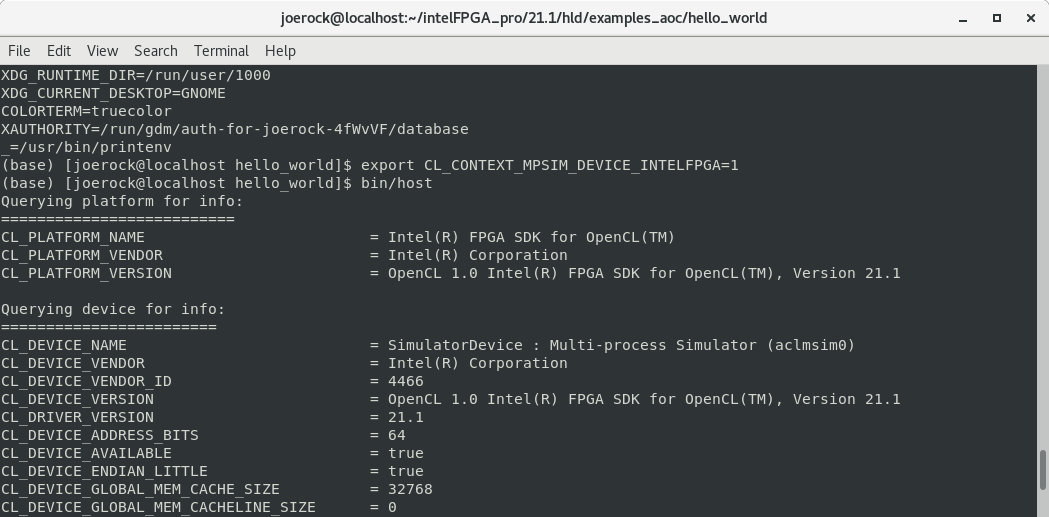 joerock@localhost:~/intelFPGA_pro/21.1/hld/examples_aoc/hello_world
File Edit View Search Terminal Help
XDG_RUNTIME_DIR=/run/user/1000
XDG_CURRENT_DESKTOP=GNOME
COLORTERM=truecolor
XAUTHORITY=/run/gdm/auth-for-joerock-4fWvVF/database
_=/usr/bin/printenv
(base) [joerock@localhost hello_world]$ export CL_CONTEXT_MPSIM_DEVICE_INTELFPGA=1
(base) [joerock@localhost hello_world]$ bin/host
Querying platform for info:
==========================
CL_PLATFORM_NAME                         = Intel(R) FPGA SDK for OpenCL(TM)
CL_PLATFORM_VENDOR                       = Intel(R) Corporation
CL_PLATFORM_VERSION                      = OpenCL 1.0 Intel(R) FPGA SDK for OpenCL(TM), Version 21.1
Querying device for info:
========================
CL_DEVICE_NAME                           = SimulatorDevice : Multi-process Simulator (aclmsim0)
CL_DEVICE_VENDOR                         = Intel(R) Corporation
CL_DEVICE_VENDOR_ID                      = 4466
CL_DEVICE_VERSION                        = OpenCL 1.0 Intel(R) FPGA SDK for OpenCL(TM), Version 21.1
CL_DRIVER_VERSION                        = 21.1
CL_DEVICE_ADDRESS_BITS                   = 64
CL_DEVICE_AVAILABLE                      = true
CL_DEVICE_ENDIAN_LITTLE                  = true
CL_DEVICE_GLOBAL_MEM_CACHE_SIZE          = 32768
CL_DEVICE_GLOBAL_MEM_CACHELINE_SIZE      = 0